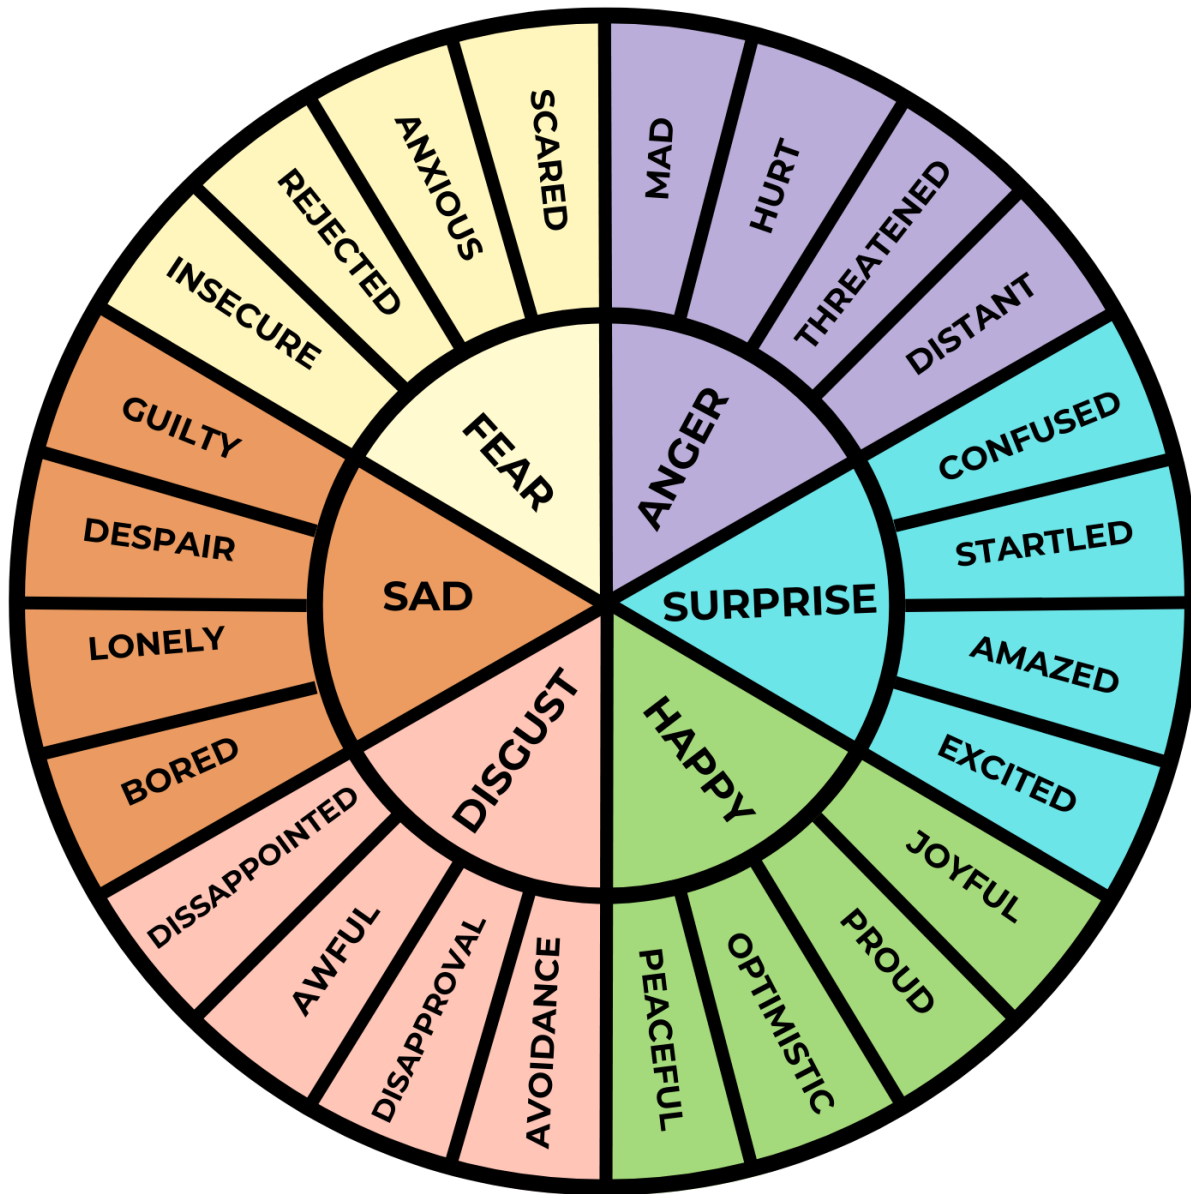 FEAR
SCARED
ANXIOUS
REJECTED
INSECURE
ANGER
MAD
HURT
THREATENED
DISTANT
SURPRISE
CONFUSED
STARTLED
AMAZED
EXCITED
HAPPY
JOYFUL
PROUD
OPTIMISTIC
PEACEFUL
DISGUST
AVOIDANCE
DISAPPROVAL
AWFUL
DISSAPPOINTED
SAD
BORED
LONELY
DESPAIR
GUILTY